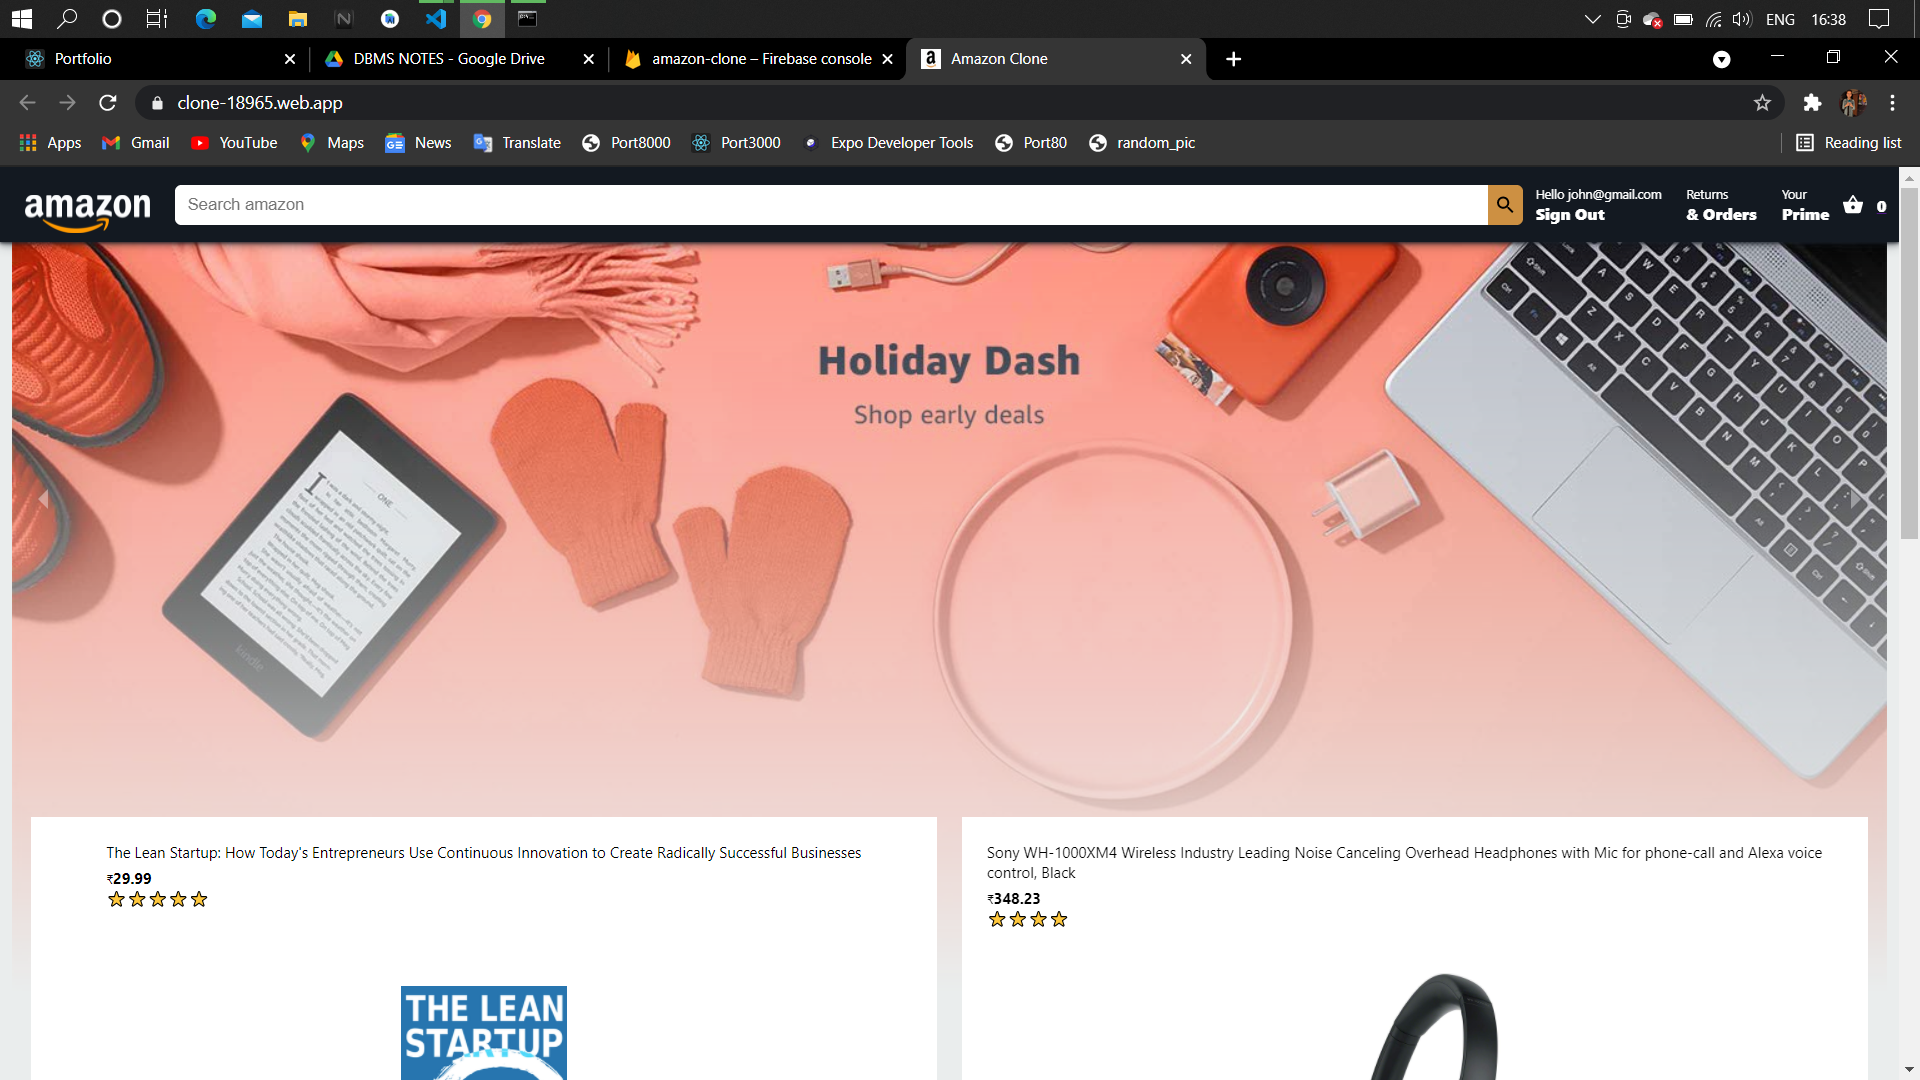 ENG 16:38
Portfolio
DBMS NOTES - Google Drive
amazon-clone – Firebase console
Amazon Clone
clone-18965.web.app
Apps
Gmail
YouTube
Maps
News
Translate
Port8000
Port3000
Expo Developer Tools
Port80
random_pic
Reading list
amazon
Search amazon
Hello john@gmail.com
Sign Out
Returns
& Orders
Your
Prime
0
Holiday Dash
Shop early deals
kindle
The Lean Startup: How Today's Entrepreneurs Use Continuous Innovation to Create Radically Successful Businesses
₹29.99
Sony WH-1000XM4 Wireless Industry Leading Noise Canceling Overhead Headphones with Mic for phone-call and Alexa voice
control, Black
₹348.23
THE LEAN
STARTUP